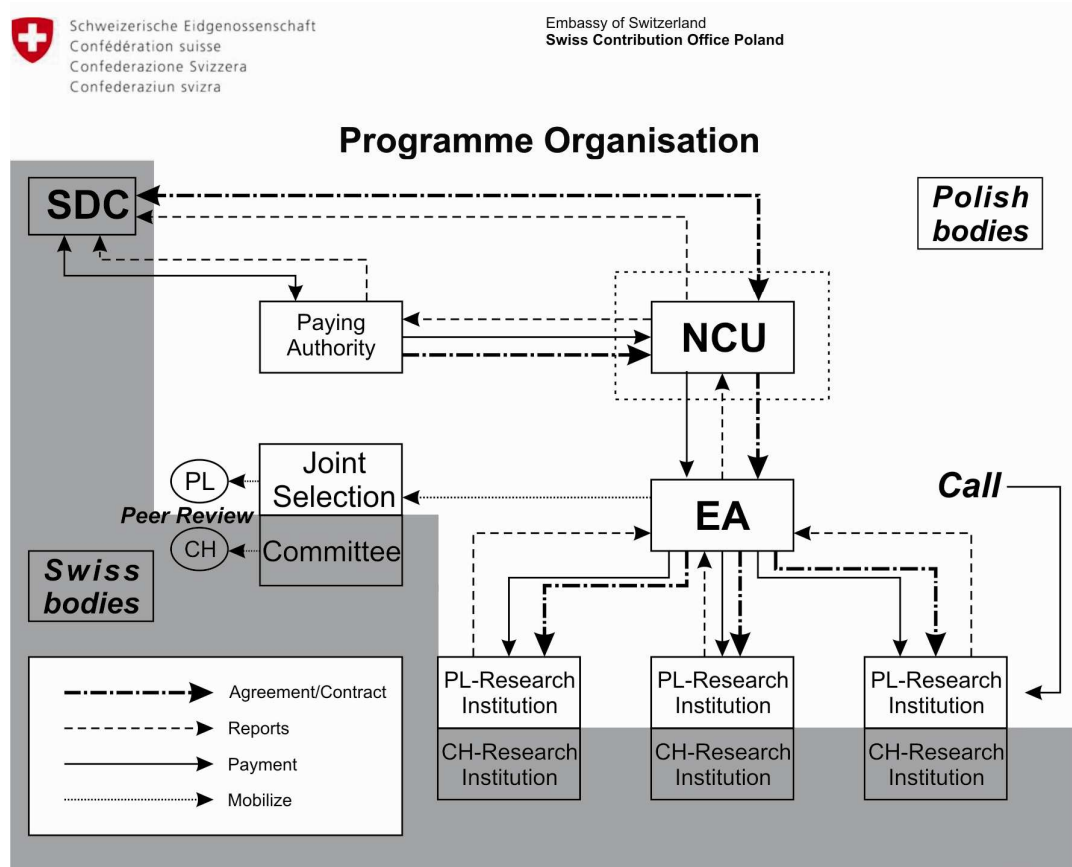 Schweizerische Eidgenossenschaft
Confédération suisse
Confederazione Svizzera
Confederaziun svizra
Embassy of Switzerland
Swiss Contribution Office Poland
Programme Organisation
SDC
Polish
bodies
Paying
Authority
NCU
Joint
Selection
Committee
PL
Peer Review
CH
EA
Call
Swiss
bodies
PL-Research
Institution
CH-Research
Institution
PL-Research
Institution
CH-Research
Institution
PL-Research
Institution
CH-Research
Institution
Agreement/Contract
Reports
Payment
Mobilize